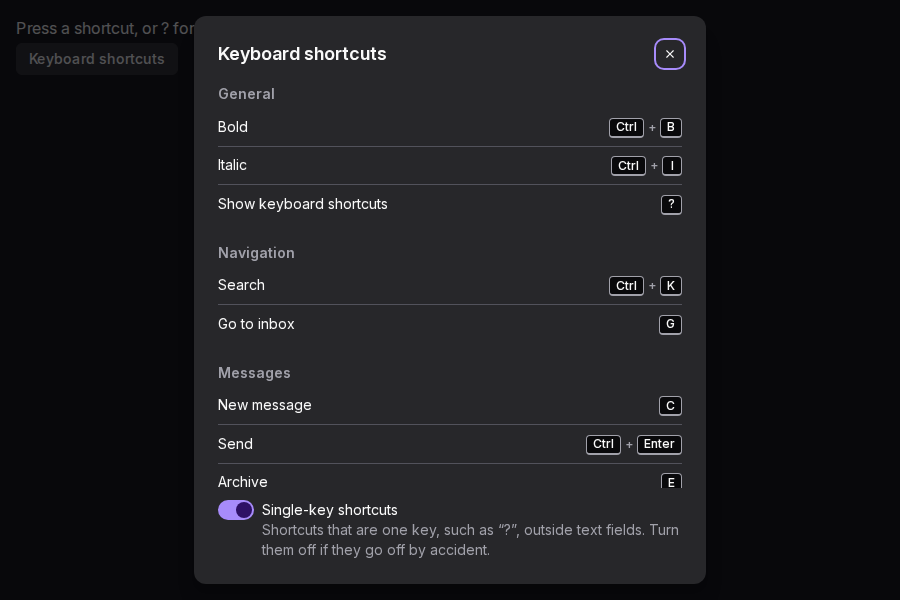 Press a shortcut, or ? for
Keyboard shortcuts
Keyboard shortcuts
General
Bold Ctrl + B
Italic Ctrl + I
Show keyboard shortcuts ?
Navigation
Search Ctrl + K
Go to inbox G
Messages
New message C
Send Ctrl + Enter
Archive E
Single-key shortcuts
Shortcuts that are one key, such as “?”, outside text fields. Turn
them off if they go off by accident.